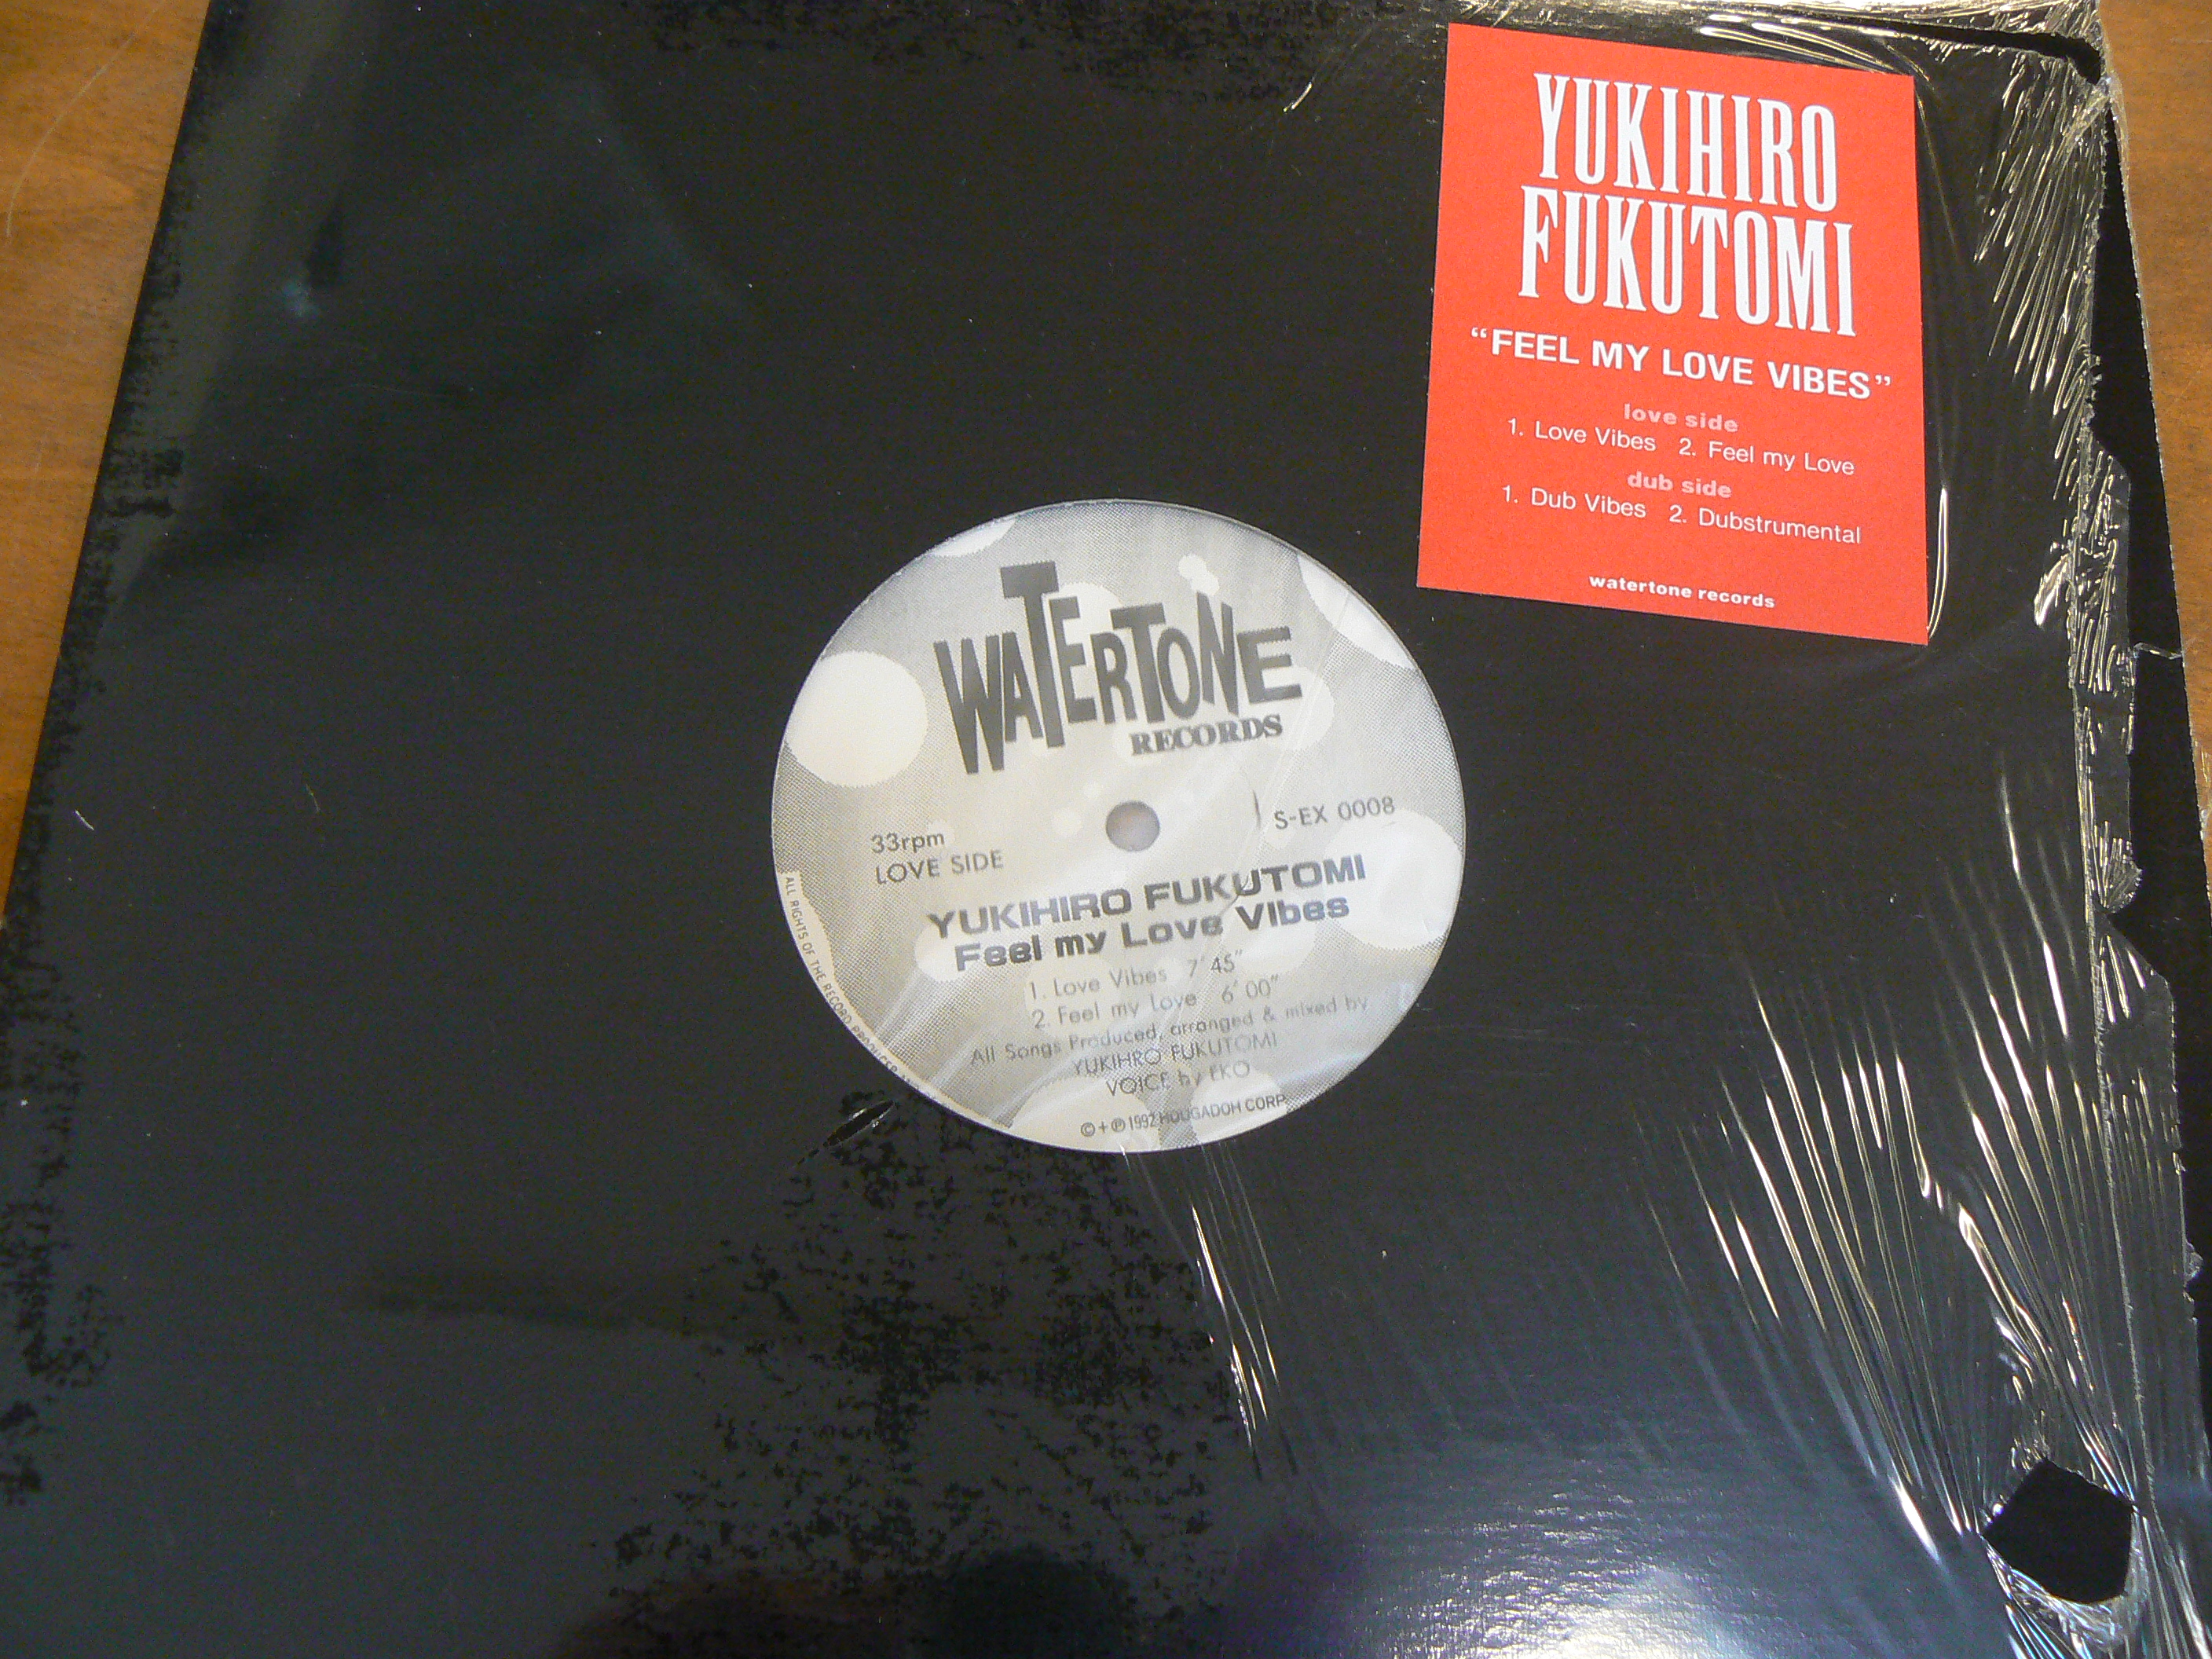 YUKIHIRO
FUKUTOMI
“FEEL MY LOVE VIBES”
love side
1. Love Vibes 2. Feel my Love
dub side
1. Dub Vibes 2. Dubstrumental
watertone records
WATERTONE
RECORDS
33rpm
LOVE SIDE
S-EX 0008
YUKIHIRO FUKUTOMI
Feel my Love Vibes
1. Love Vibes 7′45″
2. Feel my Love 6′00″
All Songs Produced, arranged & mixed by
YUKIHRO FUKUTOMI
VOICE by EKO
©+℗1992 HOUGADOH CORP.
ALL RIGHTS OF THE RECORD PRODUCER